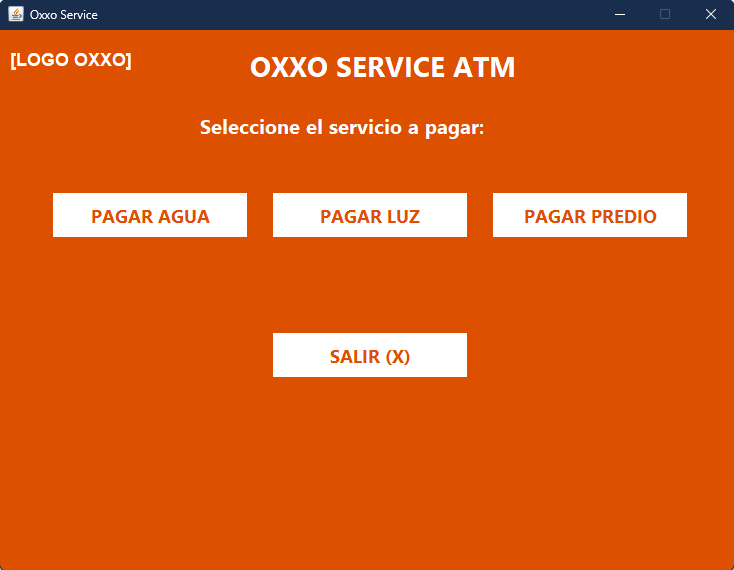 Oxxo Service
[LOGO OXXO]
OXXO SERVICE ATM
Seleccione el servicio a pagar:
PAGAR AGUA
PAGAR LUZ
PAGAR PREDIO
SALIR (X)